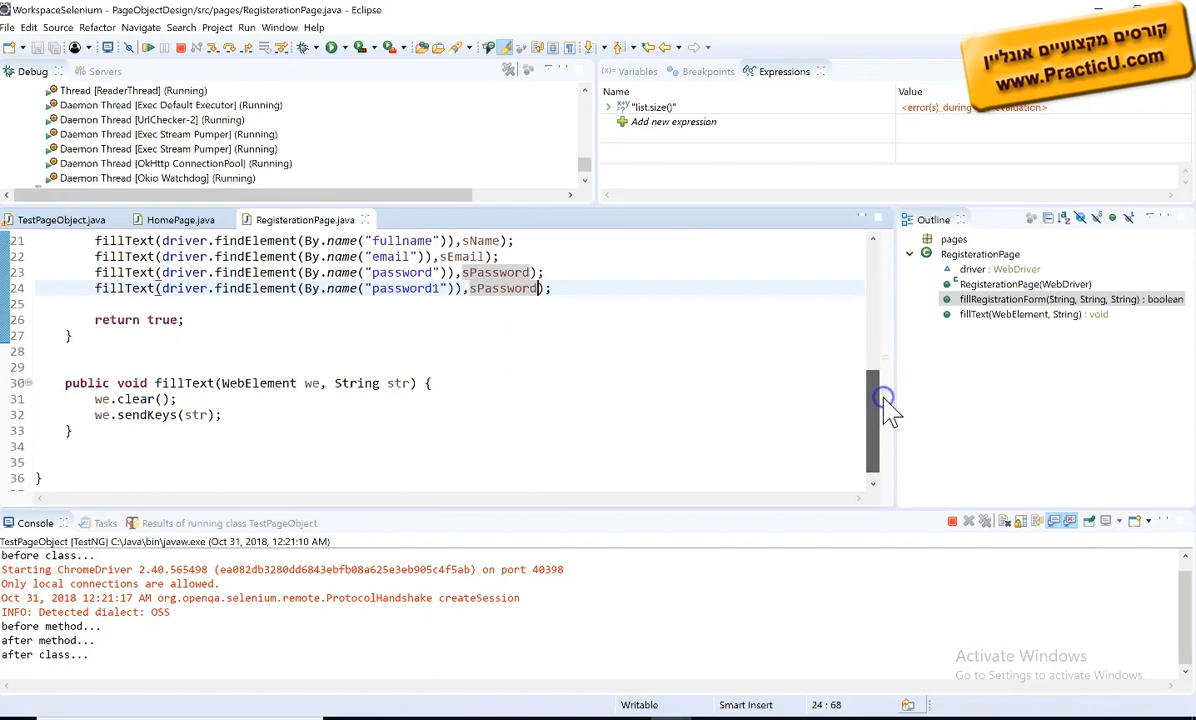 WorkspaceSelenium - PageObjectDesign/src/pages/RegisterationPage.java - Eclipse
File Edit Source Refactor Navigate Search Project Run Window Help
קורסים מקצועיים אונליין
www.PracticU.com
Debug
Servers
Thread [ReaderThread] (Running)
Daemon Thread [Exec Default Executor] (Running)
Daemon Thread [UrlChecker-2] (Running)
Daemon Thread [Exec Stream Pumper] (Running)
Daemon Thread [Exec Stream Pumper] (Running)
Daemon Thread [OkHttp ConnectionPool] (Running)
Daemon Thread [Okio Watchdog] (Running)
Variables
Breakpoints
Expressions
Name
Value
"list.size()"
<error(s)_during
Add new expression
TestPageObject.java
HomePage.java
RegisterationPage.java
21 fillText(driver.findElement(By.name("fullname")),sName);
22 fillText(driver.findElement(By.name("email")),sEmail);
23 fillText(driver.findElement(By.name("password")),sPassword);
24 fillText(driver.findElement(By.name("password1")),sPassword);
25
26 return true;
27 }
28
29
30 public void fillText(WebElement we, String str) {
31 we.clear();
32 we.sendKeys(str);
33 }
34
35
36 }
Outline
pages
RegisterationPage
driver : WebDriver
RegisterationPage(WebDriver)
fillRegistrationForm(String, String, String) : boolean
fillText(WebElement, String) : void
Console
Tasks
Results of running class TestPageObject
TestPageObject [TestNG] C:\Java\bin\javaw.exe (Oct 31, 2018, 12:21:10 AM)
before class...
Starting ChromeDriver 2.40.565498 (ea082db3280dd6843ebfb08a625e3eb905c4f5ab) on port 40398
Only local connections are allowed.
Oct 31, 2018 12:21:17 AM org.openqa.selenium.remote.ProtocolHandshake createSession
INFO: Detected dialect: OSS
before method...
after method...
after class...
Activate Windows
Go to Settings to activate Windows.
Writable
Smart Insert
24 : 68